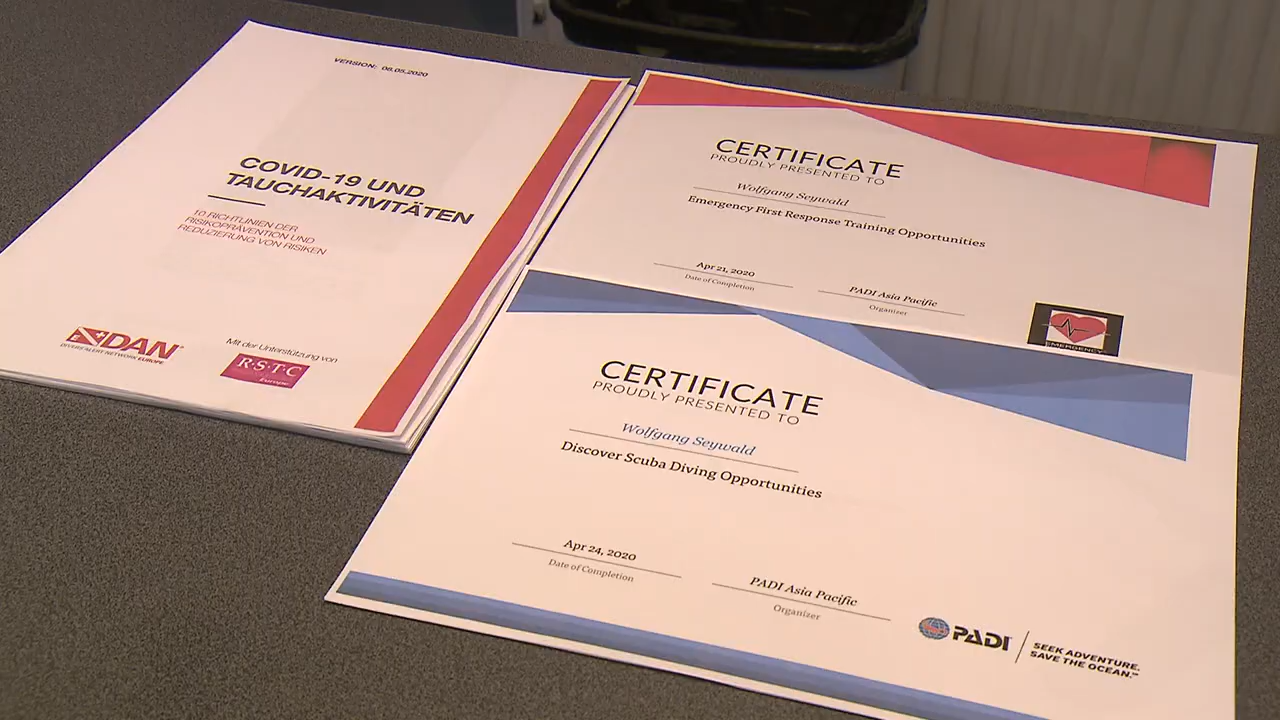 VERSION: 08.05.2020
COVID-19 UND
TAUCHAKTIVITÄTEN
10 RICHTLINIEN DER
RISIKOPRÄVENTION UND
REDUZIERUNG VON RISIKEN
DAN
DIVERS ALERT NETWORK EUROPE
Mit der Unterstützung von
R·S·T·C
Europe
CERTIFICATE
PROUDLY PRESENTED TO
Wolfgang Seywald
Emergency First Response Training Opportunities
Apr 21, 2020
Date of Completion
PADI Asia Pacific
Organizer
EMERGENCY
CERTIFICATE
PROUDLY PRESENTED TO
Wolfgang Seywald
Discover Scuba Diving Opportunities
Apr 24, 2020
Date of Completion
PADI Asia Pacific
Organizer
PADI
SEEK ADVENTURE.
SAVE THE OCEAN.℠